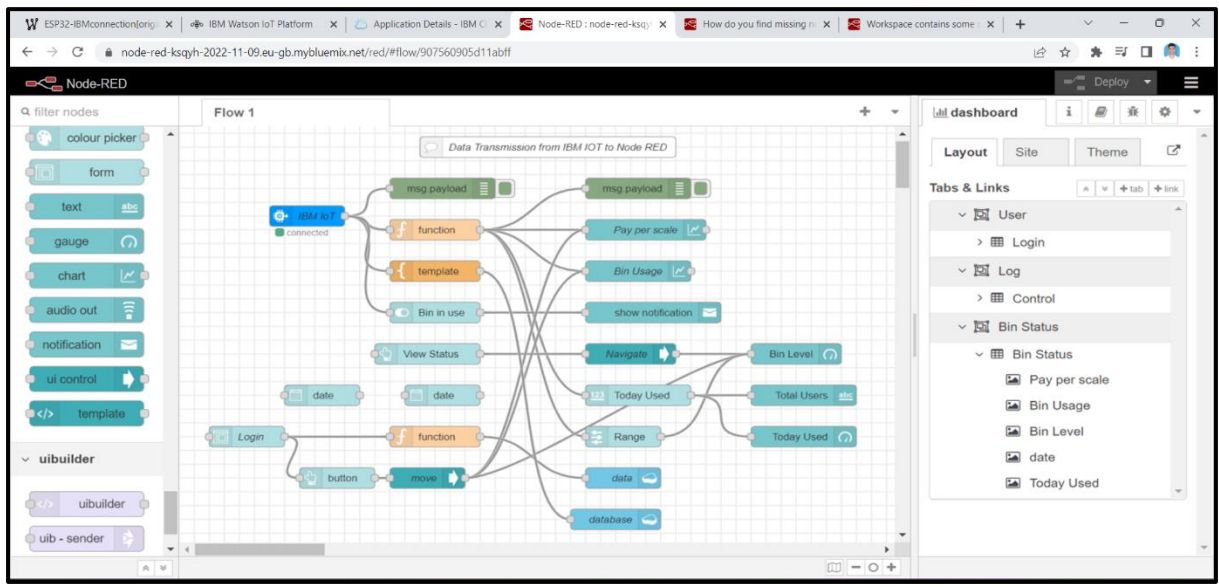 ESP32-IBMconnection(orig
IBM Watson IoT Platform
Application Details - IBM C
Node-RED : node-red-ksqy
How do you find missing n
Workspace contains some
node-red-ksqyh-2022-11-09.eu-gb.mybluemix.net/red/#flow/907560905d11abff
Node-RED
Deploy
filter nodes
colour picker
form
text
abc
gauge
chart
audio out
notification
ui control
template
uibuilder
uibuilder
uib - sender
Flow 1
Data Transmission from IBM IOT to Node RED
msg.payload
msg.payload
IBM IoT
connected
function
Pay per scale
template
Bin Usage
Bin in use
show notification
View Status
Navigate
Bin Level
date
date
123
Today Used
Total Users
abc
Login
function
Range
Today Used
button
move
data
database
dashboard
i
Layout
Site
Theme
Tabs & Links
+ tab
+ link
User
Login
Log
Control
Bin Status
Bin Status
Pay per scale
Bin Usage
Bin Level
date
Today Used